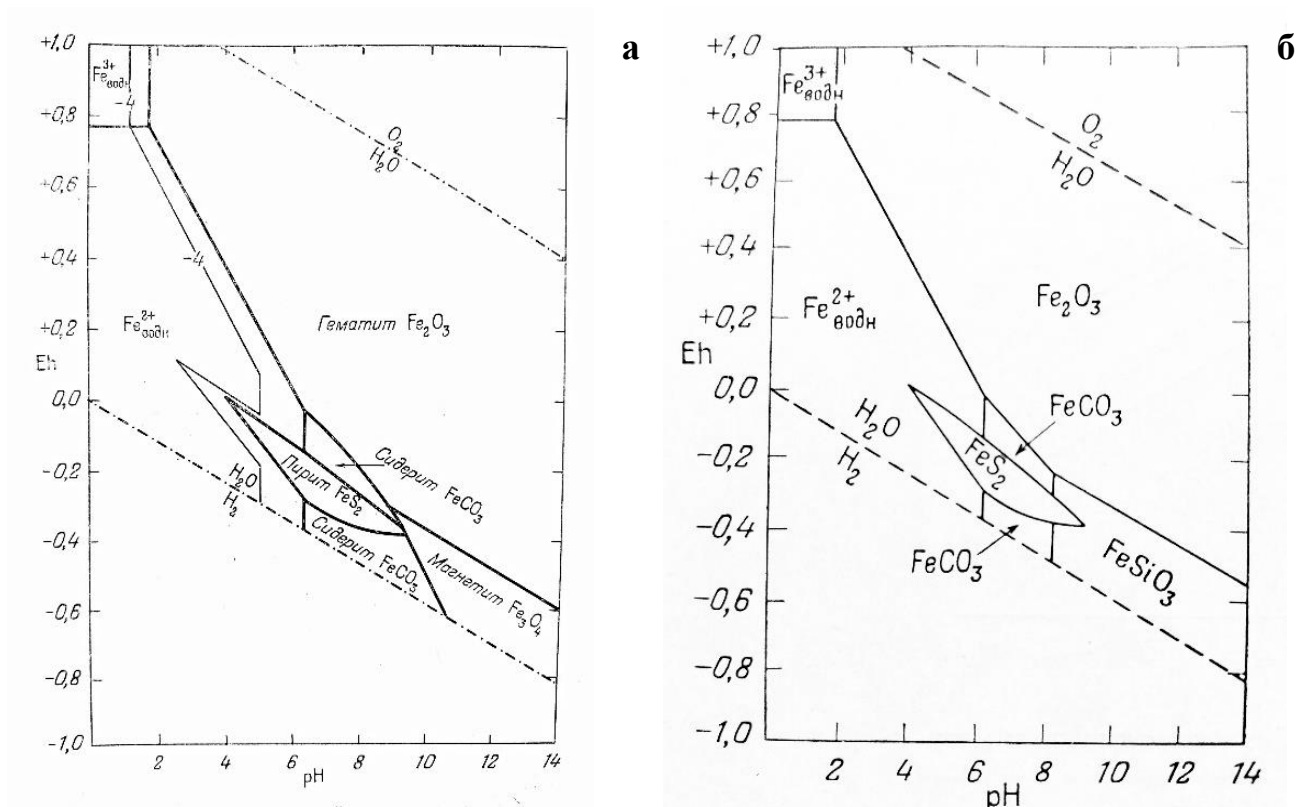 а
+1,0
+0,8
+0,6
+0,4
+0,2
Eh
0,0
-0,2
-0,4
-0,6
-0,8
-1,0
Fe³⁺водн
-4
-4
O₂
H₂O
Fe²⁺водн
Гематит Fe₂O₃
Пирит FeS₂
Сидерит FeCO₃
H₂O
H₂
Сидерит FeCO₃
Магнетит Fe₃O₄
2 4 6 8 10 12 14
pH
б
+1,0
+0,8
+0,6
+0,4
+0,2
Eh
0,0
-0,2
-0,4
-0,6
-0,8
-1,0
Fe³⁺водн
O₂
H₂O
Fe²⁺водн
Fe₂O₃
FeCO₃
H₂O
H₂
FeS₂
FeCO₃
FeSiO₃
2 4 6 8 10 12 14
pH